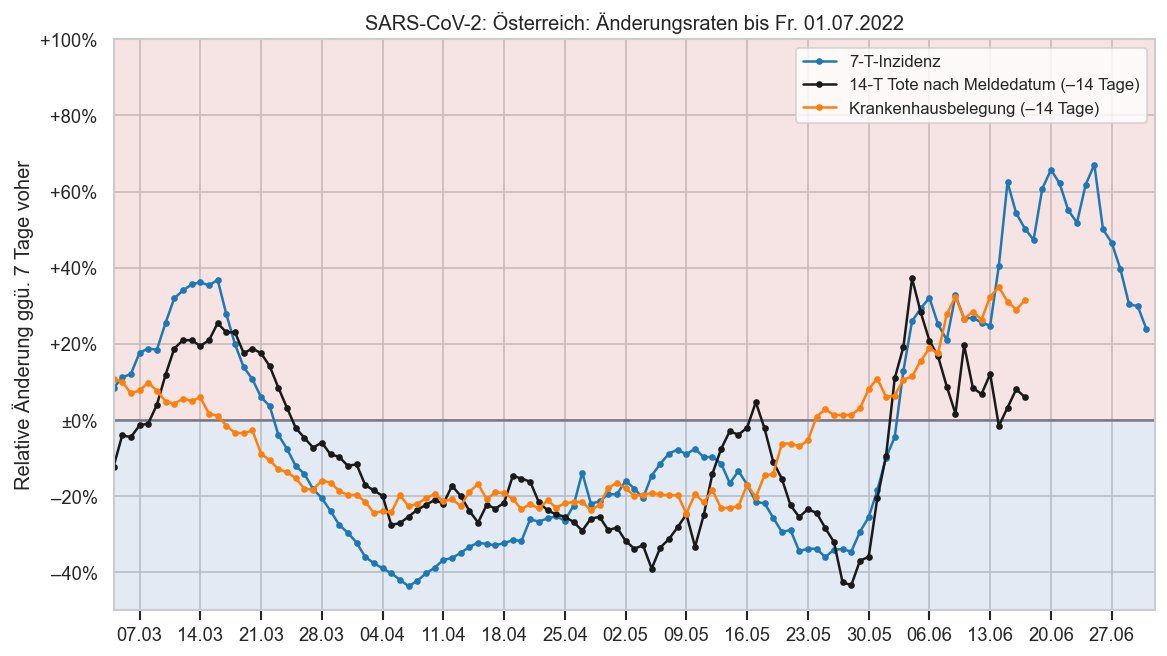 SARS-CoV-2: Österreich: Änderungsraten bis Fr. 01.07.2022
Relative Änderung ggü. 7 Tage voher
+100%
+80%
+60%
+40%
+20%
±0%
–20%
–40%
7-T-Inzidenz
14-T Tote nach Meldedatum (–14 Tage)
Krankenhausbelegung (–14 Tage)
07.03 14.03 21.03 28.03 04.04 11.04 18.04 25.04 02.05 09.05 16.05 23.05 30.05 06.06 13.06 20.06 27.06